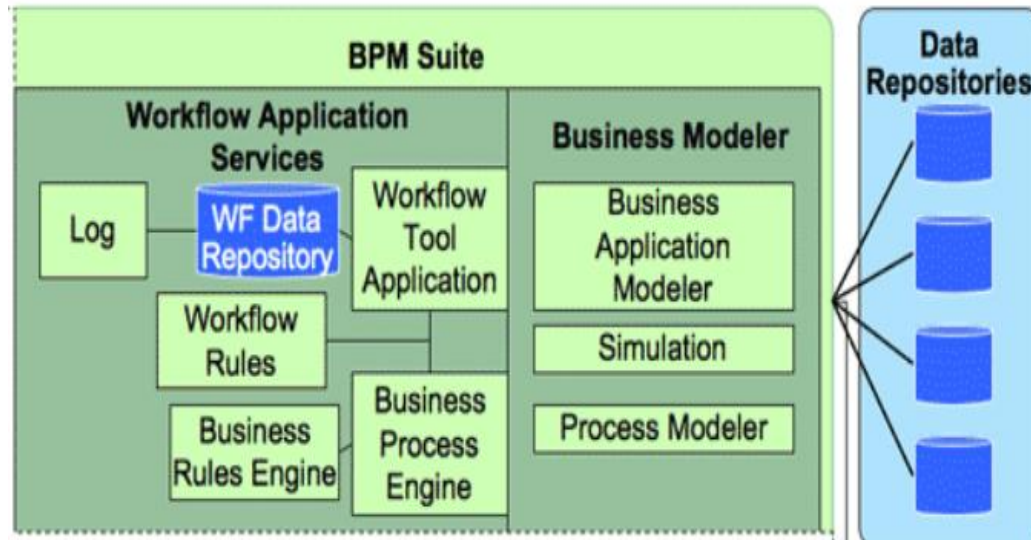 BPM Suite
Workflow Application
Services
Log
WF Data
Repository
Workflow
Tool
Application
Workflow
Rules
Business
Rules Engine
Business
Process
Engine
Business Modeler
Business
Application
Modeler
Simulation
Process Modeler
Data
Repositories